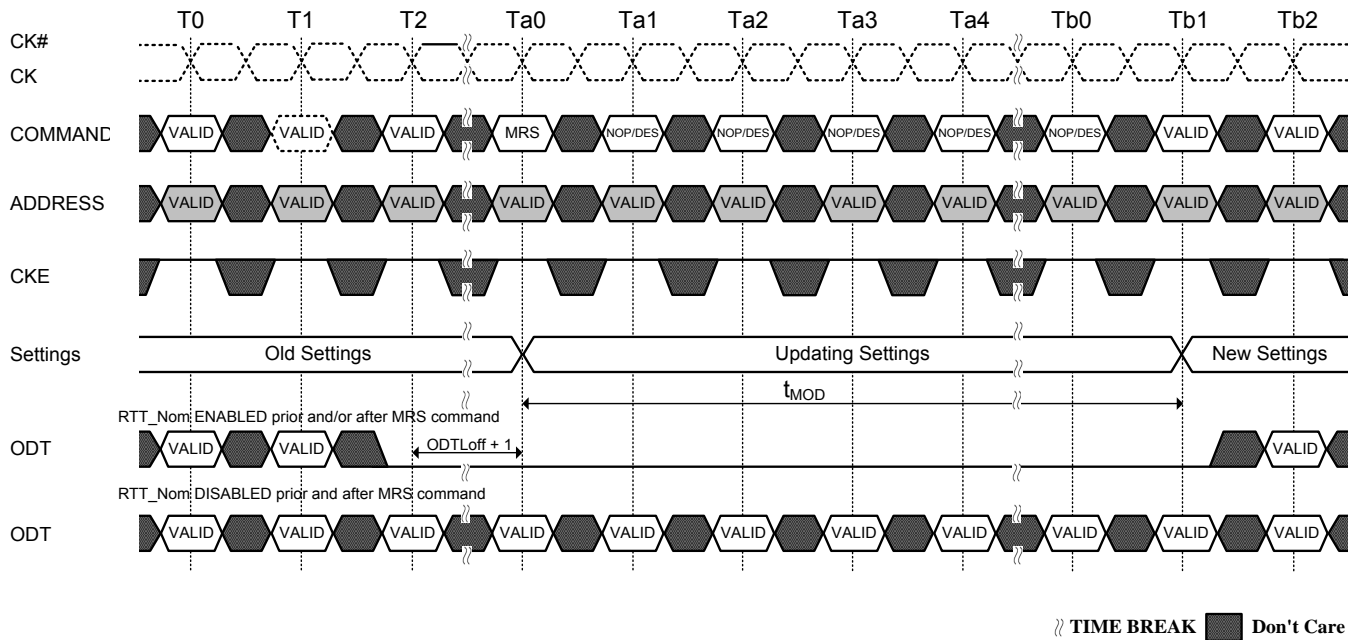 T0 T1 T2 Ta0 Ta1 Ta2 Ta3 Ta4 Tb0 Tb1 Tb2
CK#
CK
COMMAND VALID VALID VALID MRS NOP/DES NOP/DES NOP/DES NOP/DES NOP/DES VALID VALID
ADDRESS VALID VALID VALID VALID VALID VALID VALID VALID VALID VALID VALID
CKE
Settings Old Settings Updating Settings New Settings
tMOD
RTT_Nom ENABLED prior and/or after MRS command
ODT VALID VALID ODTLoff + 1 VALID
RTT_Nom DISABLED prior and after MRS command
ODT VALID VALID VALID VALID VALID VALID VALID VALID VALID VALID VALID
TIME BREAK Don't Care